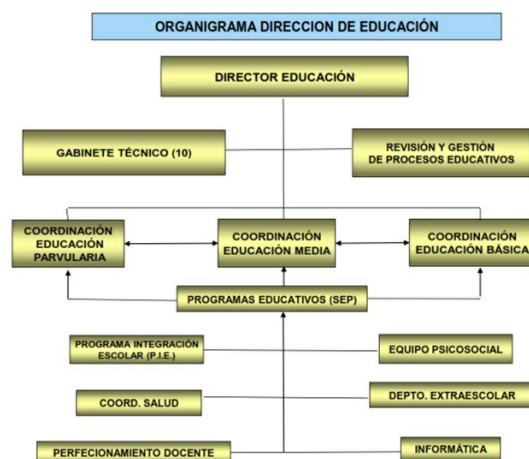 ORGANIGRAMA DIRECCION DE EDUCACIÓN
DIRECTOR EDUCACIÓN
GABINETE TÉCNICO (10)
REVISIÓN Y GESTIÓN
DE PROCESOS EDUCATIVOS
COORDINACIÓN
EDUCACIÓN
PARVULARIA
COORDINACIÓN
EDUCACIÓN MEDIA
COORDINACIÓN
EDUCACIÓN BÁSICA
PROGRAMAS EDUCATIVOS (SEP)
PROGRAMA INTEGRACIÓN
ESCOLAR (P.I.E.)
EQUIPO PSICOSOCIAL
COORD. SALUD
DEPTO. EXTRAESCOLAR
PERFECIONAMIENTO DOCENTE
INFORMÁTICA